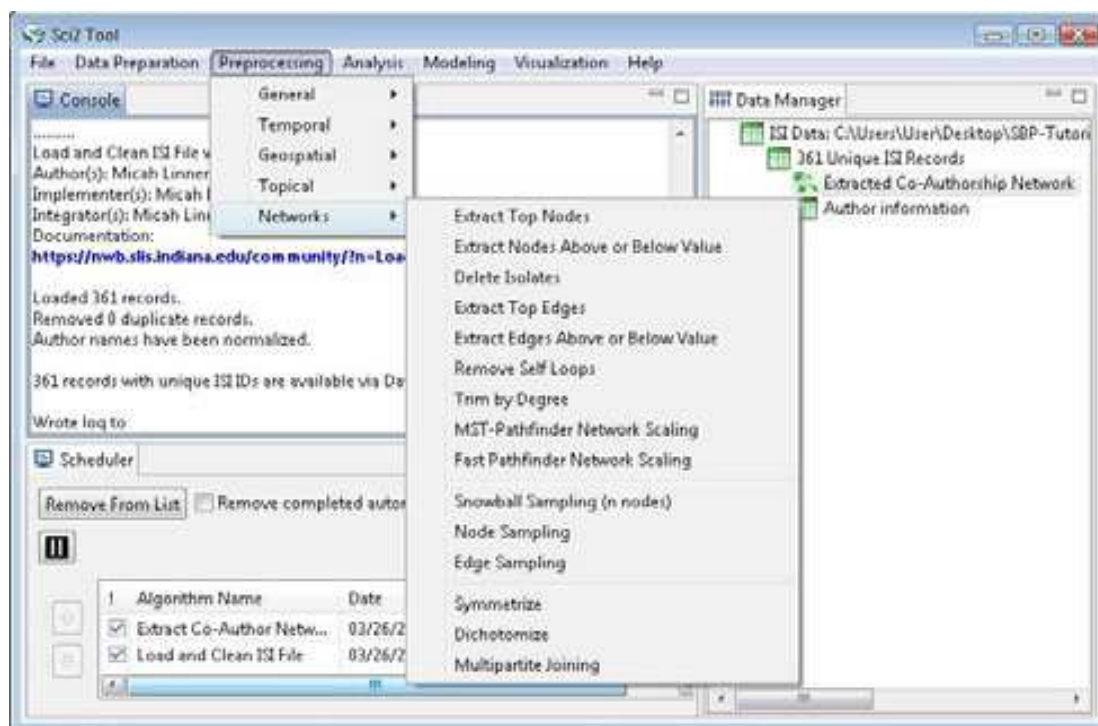 Sci2 Tool
File Data Preparation Preprocessing Analysis Modeling Visualization Help
Console
General
Temporal
Geospatial
Topical
Networks
.........
Load and Clean ISI File
Author(s): Micah Linner
Implementer(s): Micah
Integrator(s): Micah Lin
Documentation:
https://nwb.slis.indiana.edu/community/?n=Loa
Loaded 361 records.
Removed 0 duplicate records.
Author names have been normalized.
361 records with unique ISI IDs are available via Da
Wrote log to
Extract Top Nodes
Extract Nodes Above or Below Value
Delete Isolates
Extract Top Edges
Extract Edges Above or Below Value
Remove Self Loops
Trim by Degree
MST-Pathfinder Network Scaling
Fast Pathfinder Network Scaling
Snowball Sampling (n nodes)
Node Sampling
Edge Sampling
Symmetrize
Dichotomize
Multipartite Joining
Data Manager
ISI Data: C:\Users\User\Desktop\SBP-Tutori
361 Unique ISI Records
Extracted Co-Authorship Network
Author information
Scheduler
Remove From List Remove completed autor
! Algorithm Name Date
Extract Co-Author Netw... 03/26/2
Load and Clean ISI File 03/26/2